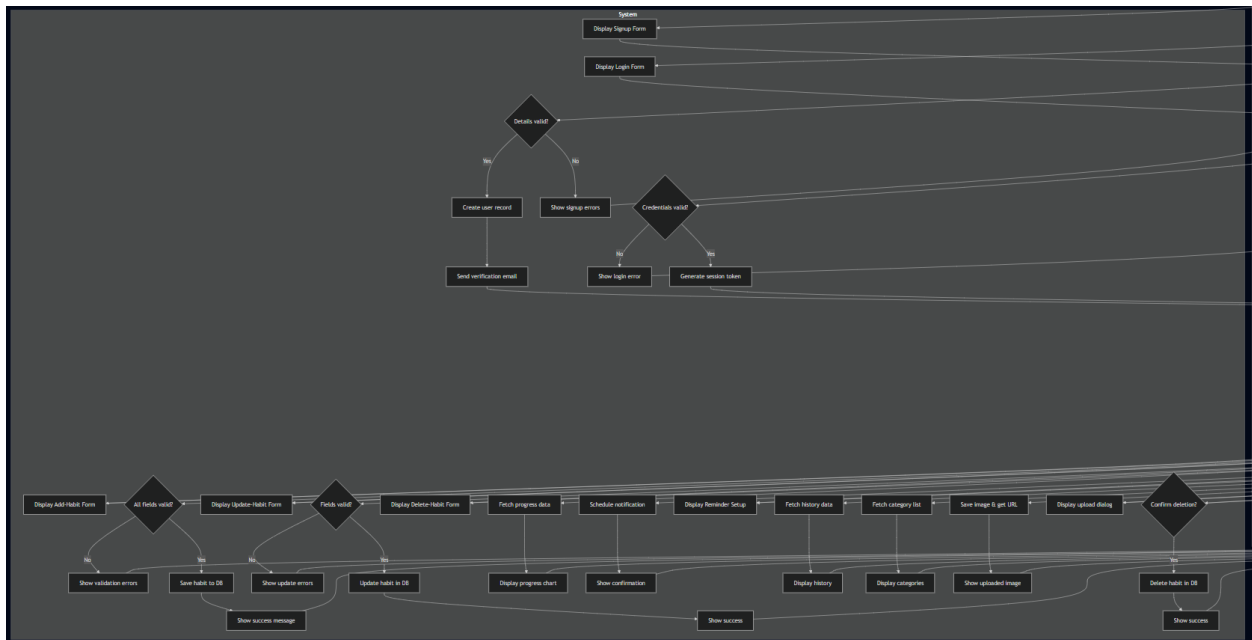 System
Display Signup Form
Display Login Form
Details valid?
Yes
No
Create user record
Show signup errors
Credentials valid?
No
Yes
Send verification email
Show login error
Generate session token
Display Add-Habit Form
All fields valid?
Display Update-Habit Form
Fields valid?
Display Delete-Habit Form
Fetch progress data
Schedule notification
Display Reminder Setup
Fetch history data
Fetch category list
Save image & get URL
Display upload dialog
Confirm deletion?
No
Yes
No
Yes
Yes
Show validation errors
Save habit to DB
Show update errors
Update habit in DB
Display progress chart
Show confirmation
Display history
Display categories
Show uploaded image
Delete habit in DB
Show success message
Show success
Show success